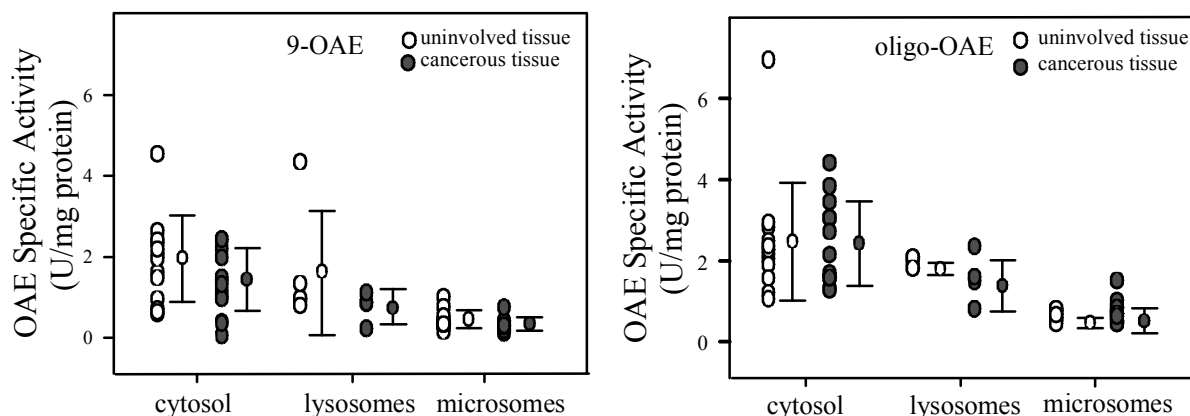 9-OAE
uninvolved tissue
cancerous tissue
OAE Specific Activity
(U/mg protein)
6
4
2
0
cytosol
lysosomes
microsomes
oligo-OAE
uninvolved tissue
cancerous tissue
OAE Specific Activity
(U/mg protein)
6
4
2
0
cytosol
lysosomes
microsomes